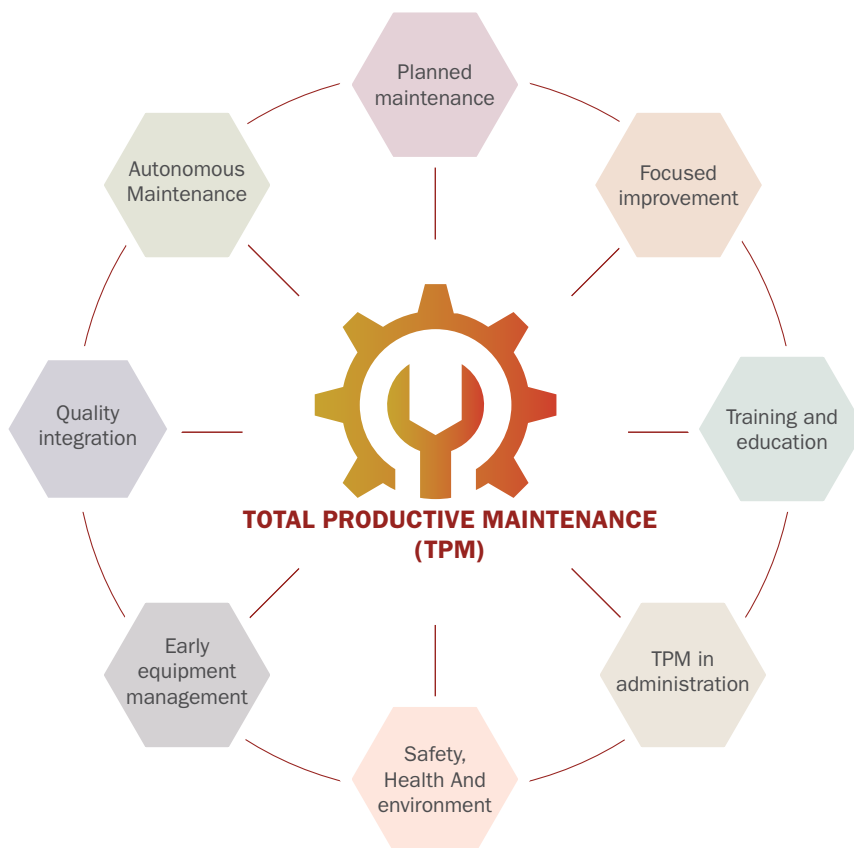 Planned
maintenance
Focused
improvement
Training and
education
TPM in
administration
Safety,
Health And
environment
Early
equipment
management
Quality
integration
Autonomous
Maintenance
TOTAL PRODUCTIVE MAINTENANCE
(TPM)